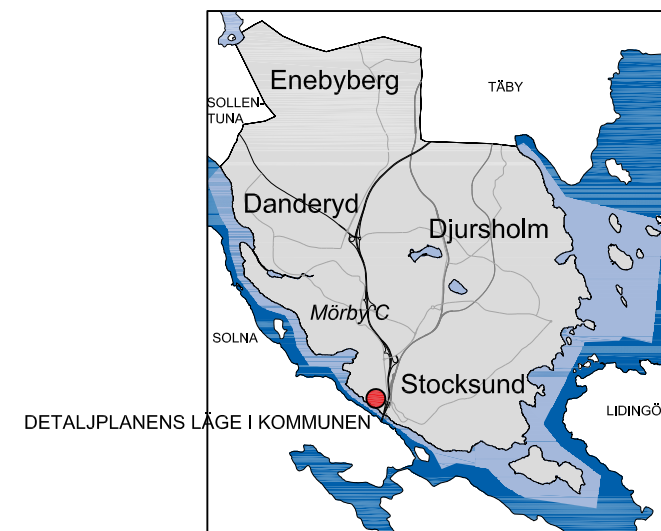 Enebyberg
TÄBY
SOLLEN-
TUNA
Danderyd
Djursholm
Mörby C
SOLNA
Stocksund
LIDINGÖ
DETALJPLANENS LÄGE I KOMMUNEN